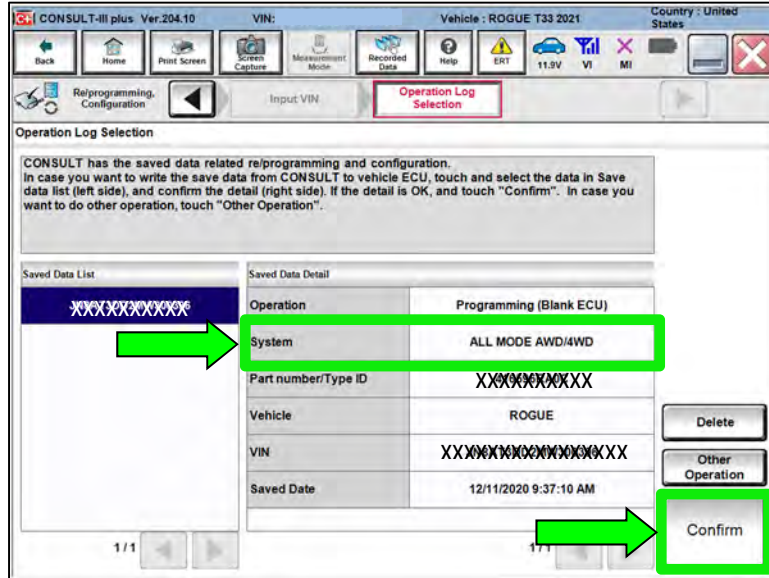 CONSULT-III plus Ver.204.10 VIN: Vehicle : ROGUE T33 2021 Country : United States
Back Home Print Screen Screen Capture Measurement Mode Recorded Data Help ERT 11.9V VI MI
Re/programming, Configuration Input VIN Operation Log Selection
Operation Log Selection
CONSULT has the saved data related re/programming and configuration.
In case you want to write the save data from CONSULT to vehicle ECU, touch and select the data in Save
data list (left side), and confirm the detail (right side). If the detail is OK, and touch "Confirm". In case you
want to do other operation, touch "Other Operation".
Saved Data List Saved Data Detail
XXXXXXXXXX
Operation Programming (Blank ECU)
System ALL MODE AWD/4WD
Part number/Type ID XXXXXXXXXX
Vehicle ROGUE
VIN XXXXXXXXXXXXXXXXX
Saved Date 12/11/2020 9:37:10 AM
Delete
Other Operation
Confirm
1/1 1/1